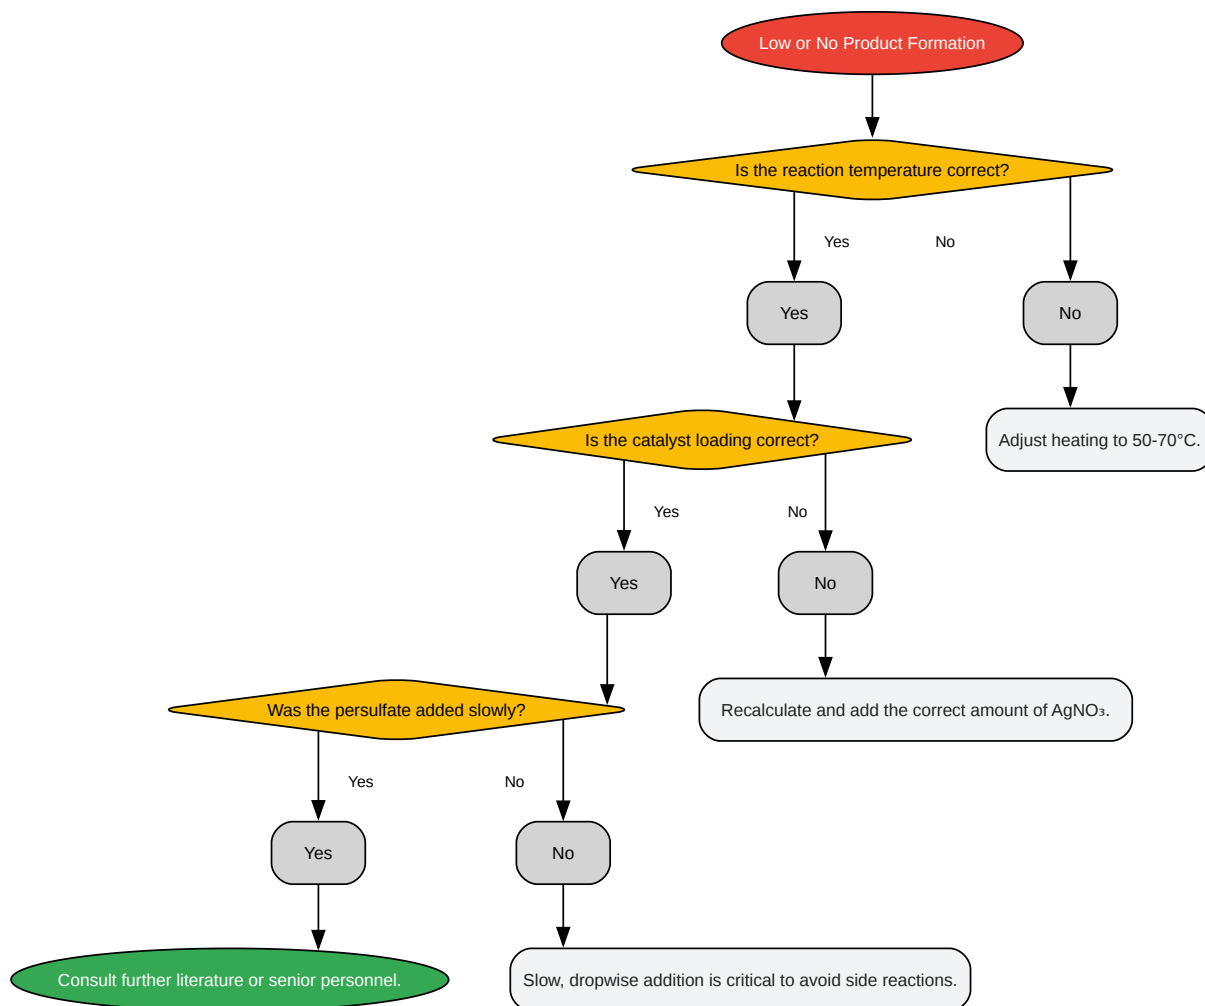 Low or No Product Formation
Is the reaction temperature correct?
Yes
No
Yes
No
Is the catalyst loading correct?
Adjust heating to 50-70°C.
Yes
No
Yes
No
Was the persulfate added slowly?
Recalculate and add the correct amount of AgNO₃.
Yes
No
Yes
No
Consult further literature or senior personnel.
Slow, dropwise addition is critical to avoid side reactions.